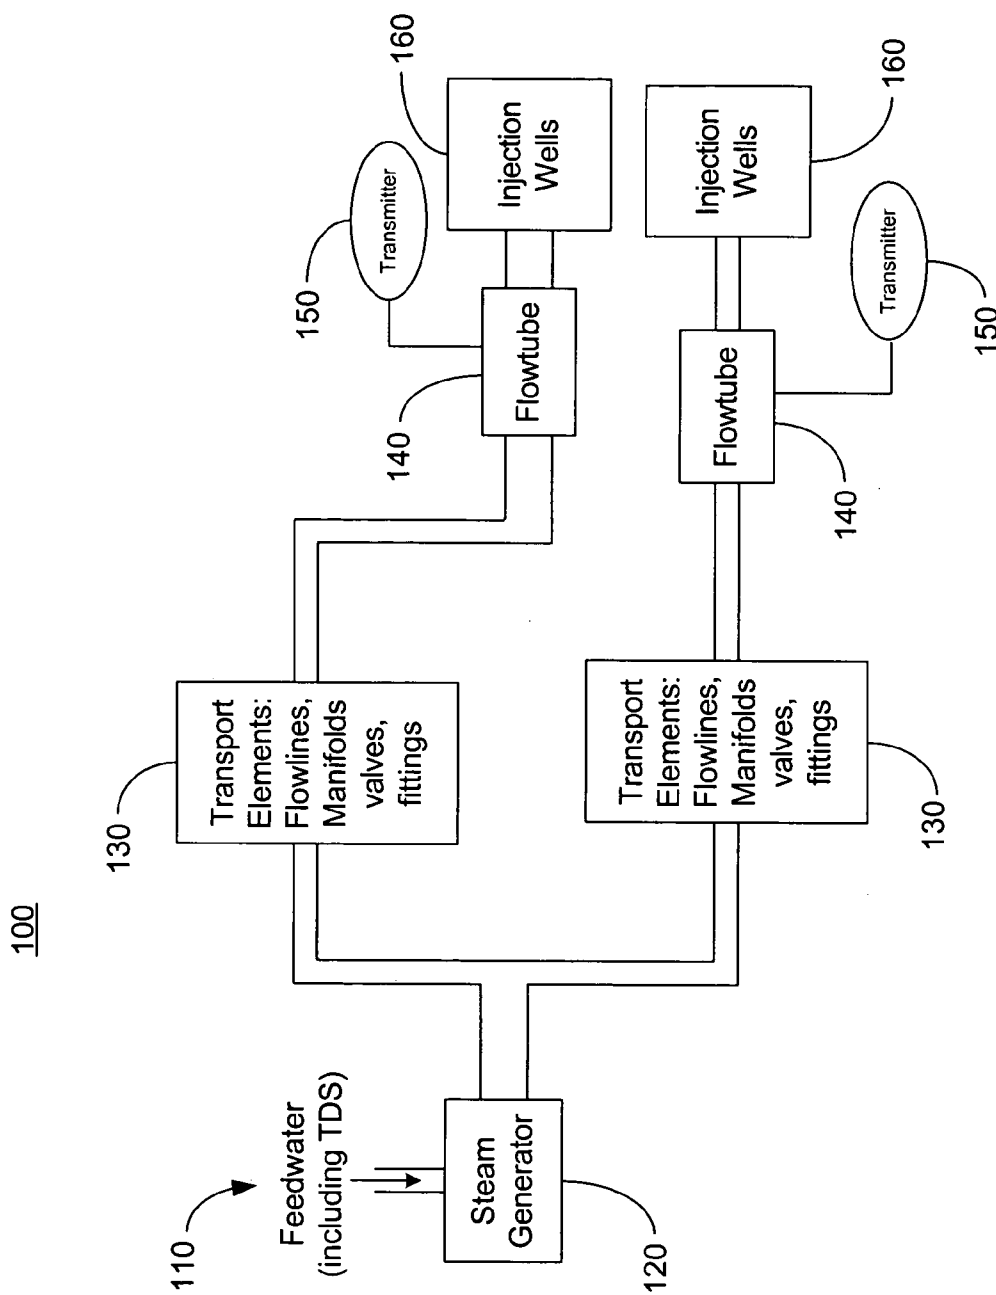 100
110
Feedwater
(including TDS)
Steam
Generator
120
130
Transport
Elements:
Flowlines,
Manifolds
valves,
fittings
Transport
Elements:
Flowlines,
Manifolds
valves,
fittings
130
140
Flowtube
150
Transmitter
160
Injection
Wells
Flowtube
140
Transmitter
150
Injection
Wells
160